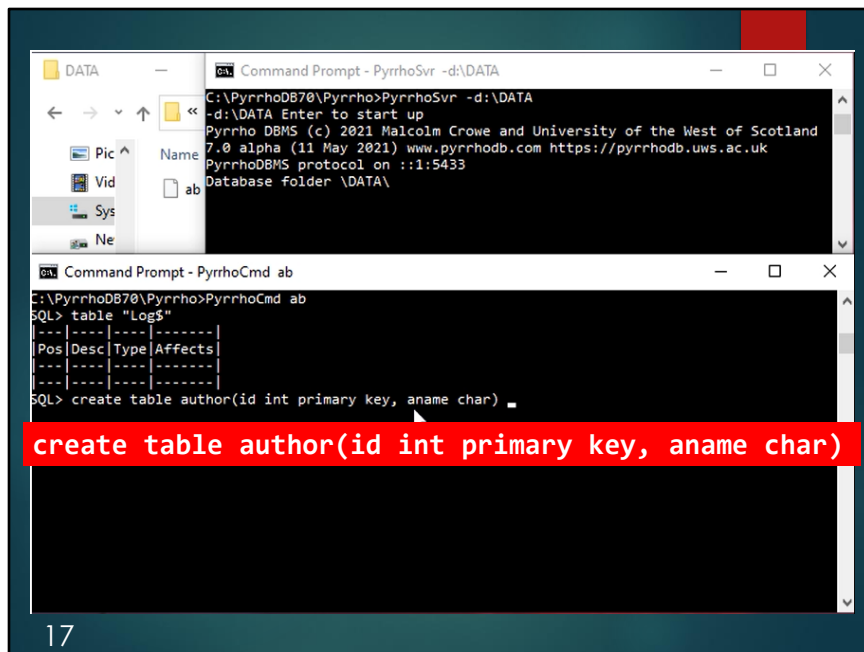 DATA
Command Prompt - PyrrhoSvr -d:\DATA
C:\PyrrhoDB70\Pyrrho>PyrrhoSvr -d:\DATA
-d:\DATA Enter to start up
Pyrrho DBMS (c) 2021 Malcolm Crowe and University of the West of Scotland
7.0 alpha (11 May 2021) www.pyrrhodb.com https://pyrrhodb.uws.ac.uk
PyrrhoDBMS protocol on ::1:5433
Database folder \DATA\
«
Pic
Name
Vid
ab
Sys
Ne
Command Prompt - PyrrhoCmd ab
C:\PyrrhoDB70\Pyrrho>PyrrhoCmd ab
SQL> table "Log$"
|---|----|----|-------|
|Pos|Desc|Type|Affects|
|---|----|----|-------|
|---|----|----|-------|
SQL> create table author(id int primary key, aname char)
create table author(id int primary key, aname char)
17